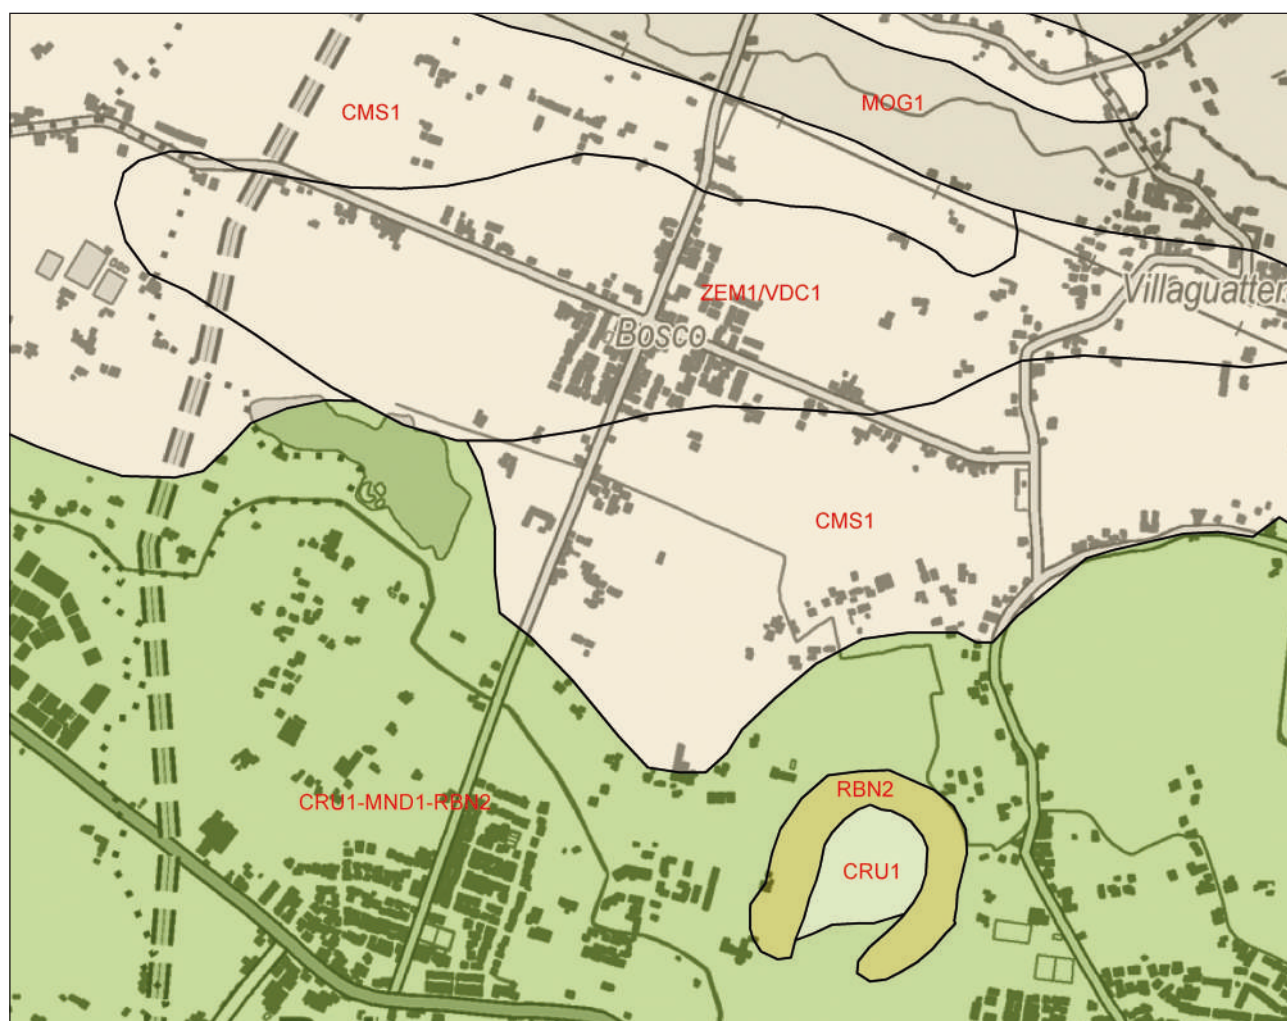 MOG1
CMS1
ZEM1/VDC1
Villaguatter
Bosco
CMS1
RBN2
CRU1-MND1-RBN2
CRU1